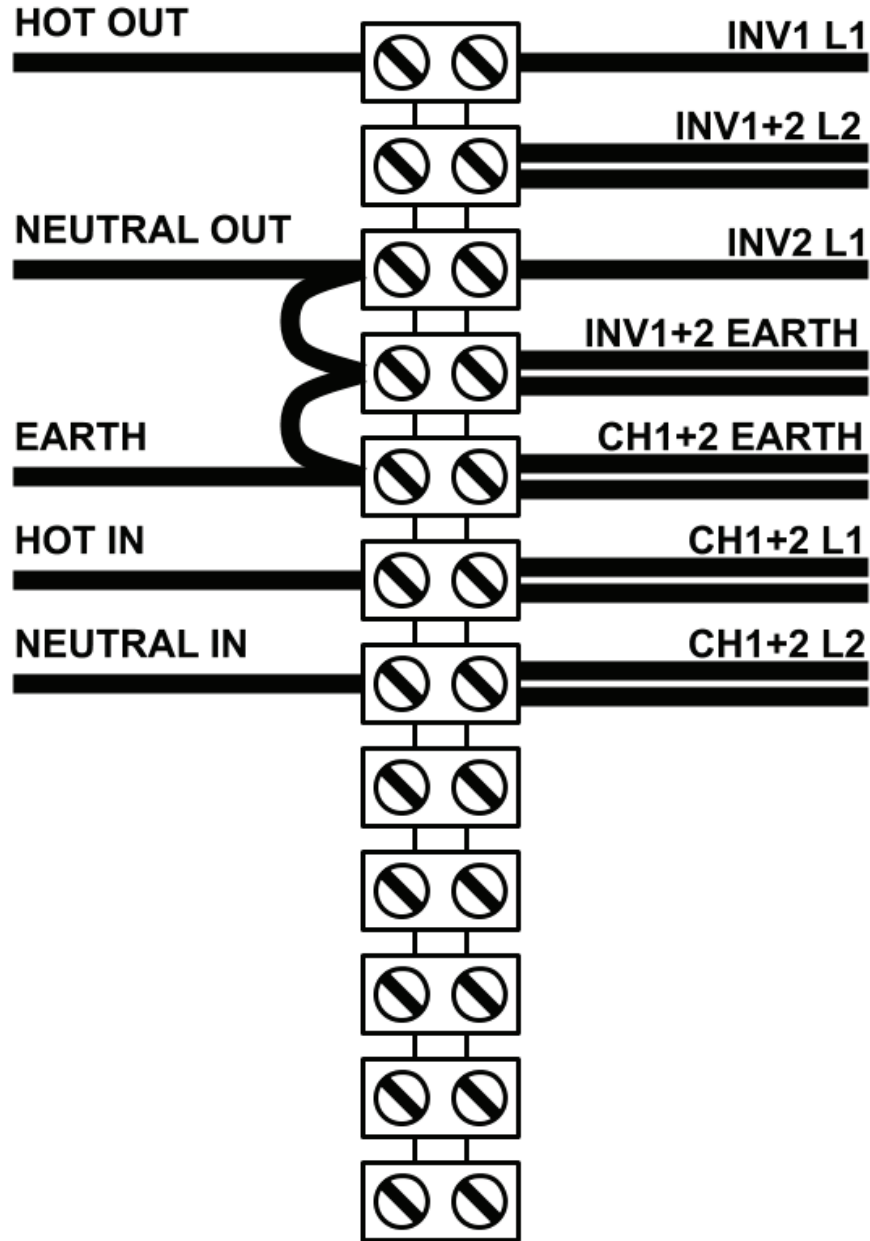 HOT OUT
INV1 L1
INV1+2 L2
NEUTRAL OUT
INV2 L1
INV1+2 EARTH
EARTH
CH1+2 EARTH
HOT IN
CH1+2 L1
NEUTRAL IN
CH1+2 L2